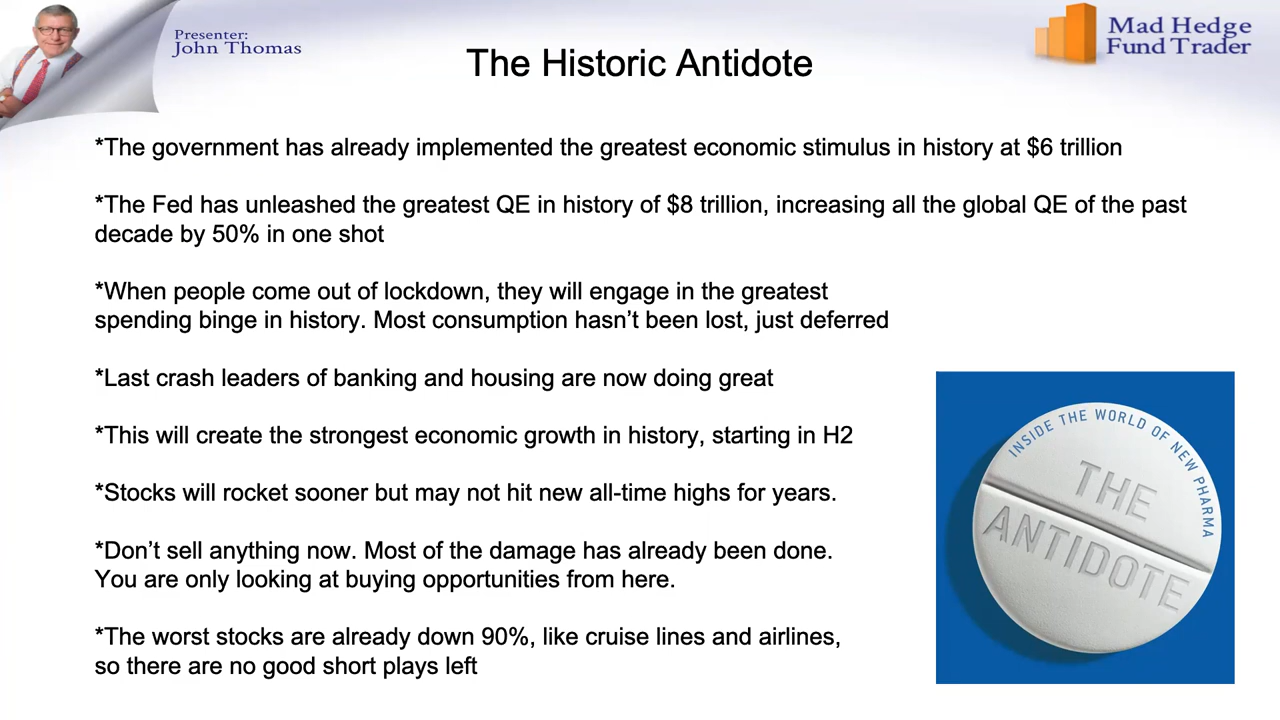 Presenter:
John Thomas
Mad Hedge
Fund Trader
The Historic Antidote
*The government has already implemented the greatest economic stimulus in history at $6 trillion
*The Fed has unleashed the greatest QE in history of $8 trillion, increasing all the global QE of the past
decade by 50% in one shot
*When people come out of lockdown, they will engage in the greatest
spending binge in history. Most consumption hasn’t been lost, just deferred
*Last crash leaders of banking and housing are now doing great
*This will create the strongest economic growth in history, starting in H2
*Stocks will rocket sooner but may not hit new all-time highs for years.
*Don’t sell anything now. Most of the damage has already been done.
You are only looking at buying opportunities from here.
*The worst stocks are already down 90%, like cruise lines and airlines,
so there are no good short plays left
INSIDE THE WORLD OF NEW PHARMA
THE
ANTIDOTE